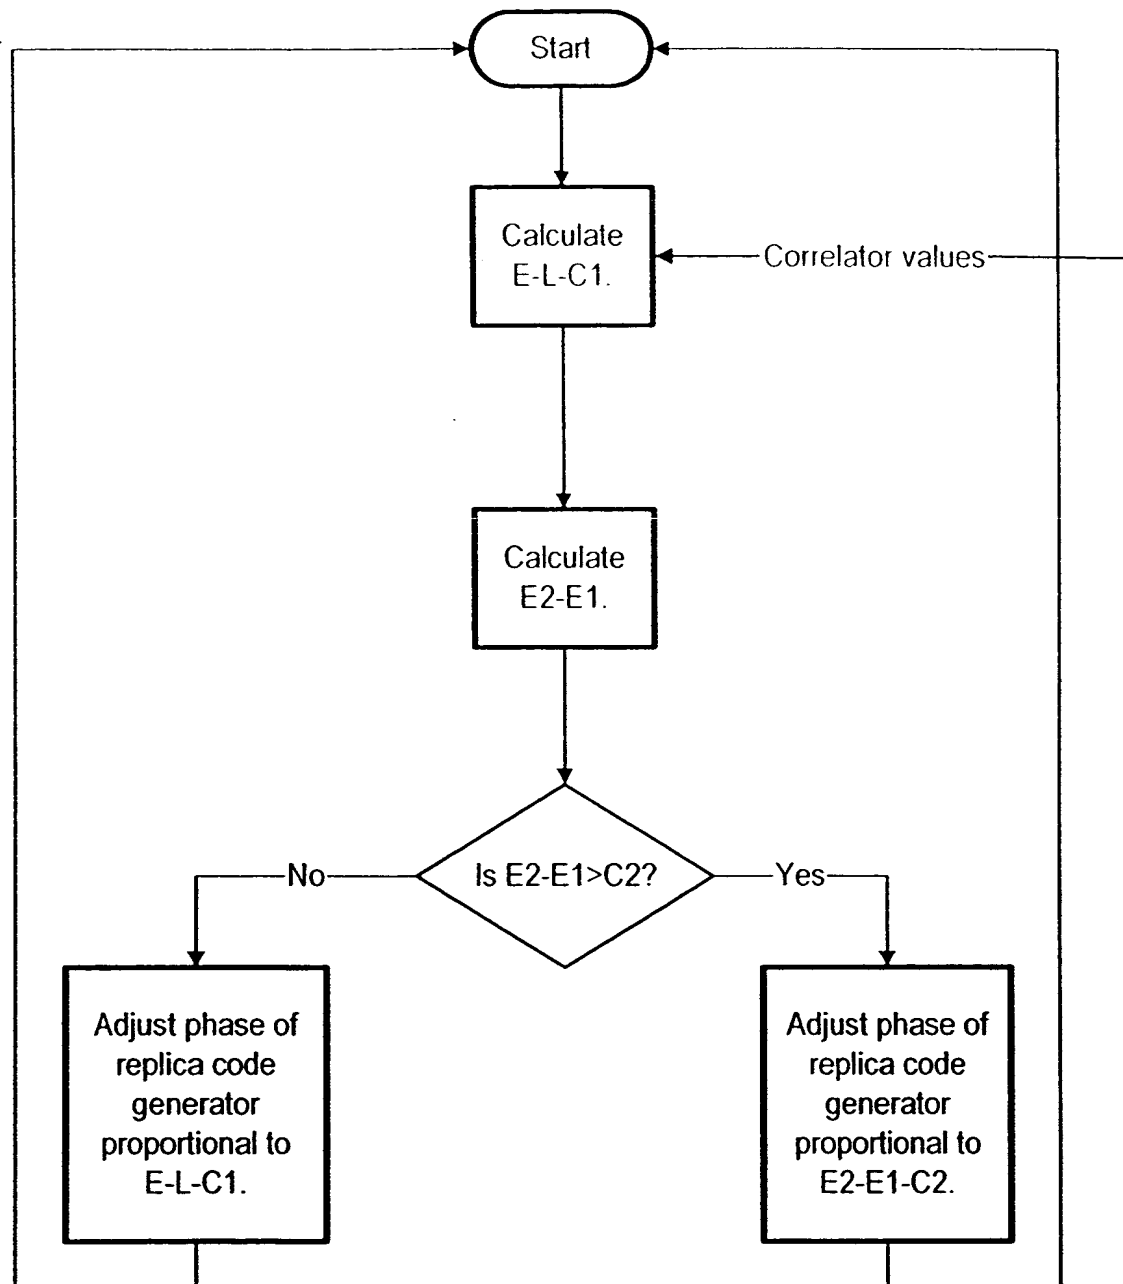 Start
Calculate
E-L-C1.
Correlator values
Calculate
E2-E1.
No
Is E2-E1>C2?
Yes
Adjust phase of
replica code
generator
proportional to
E-L-C1.
Adjust phase of
replica code
generator
proportional to
E2-E1-C2.